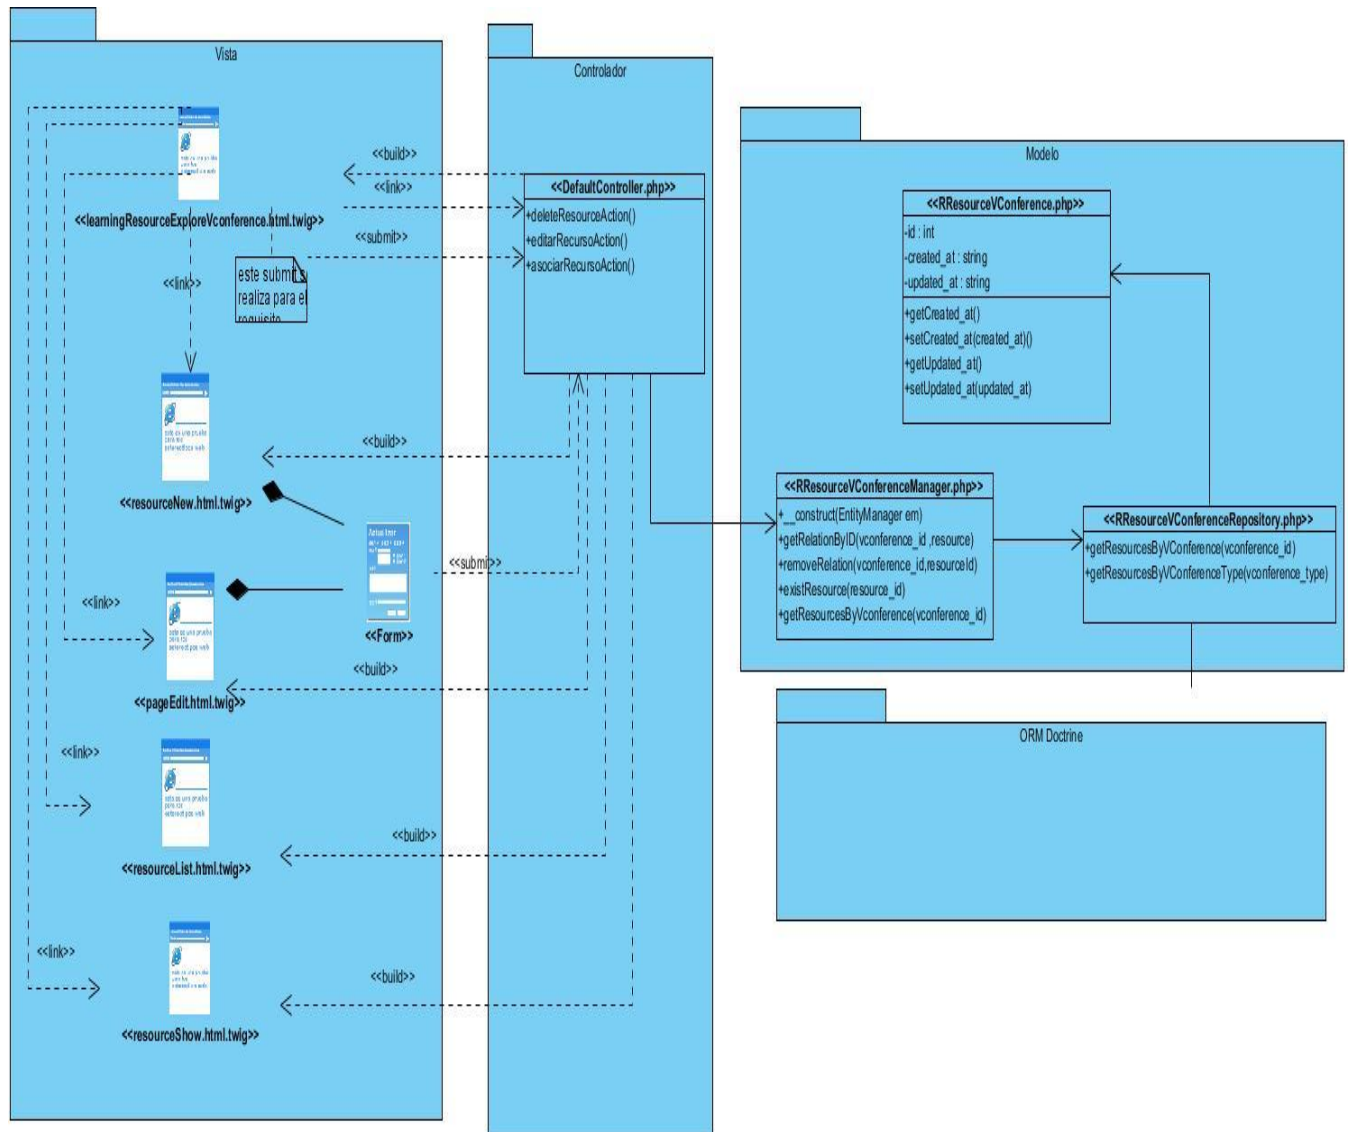 Vista
<<learningResourceExploreVconference.html.twig>>
<<link>>
este submit s
realiza para el
requisito
<<build>>
<<link>>
<<submit>>
<<resourceNew.html.twig>>
<<build>>
<<Form>>
<<submit>>
<<link>>
<<pageEdit.html.twig>>
<<build>>
<<link>>
<<resourceList.html.twig>>
<<build>>
<<link>>
<<resourceShow.html.twig>>
<<build>>
Controlador
<<DefaultController.php>>
+deleteResourceAction()
+editarRecursoAction()
+asociarRecursoAction()
Modelo
<<RResourceVConference.php>>
-id : int
-created_at : string
-updated_at : string
+getCreated_at()
+setCreated_at(created_at)()
+getUpdated_at()
+setUpdated_at(updated_at)
<<RResourceVConferenceManager.php>>
+__construct(EntityManager em)
+getRelationByID(vconference_id ,resource)
+removeRelation(vconference_id,resourceId)
+existResource(resource_id)
+getResourcesByVconference(vconference_id)
<<RResourceVConferenceRepository.php>>
+getResourcesByVConference(vconference_id)
+getResourcesByVConferenceType(vconference_type)
ORM Doctrine